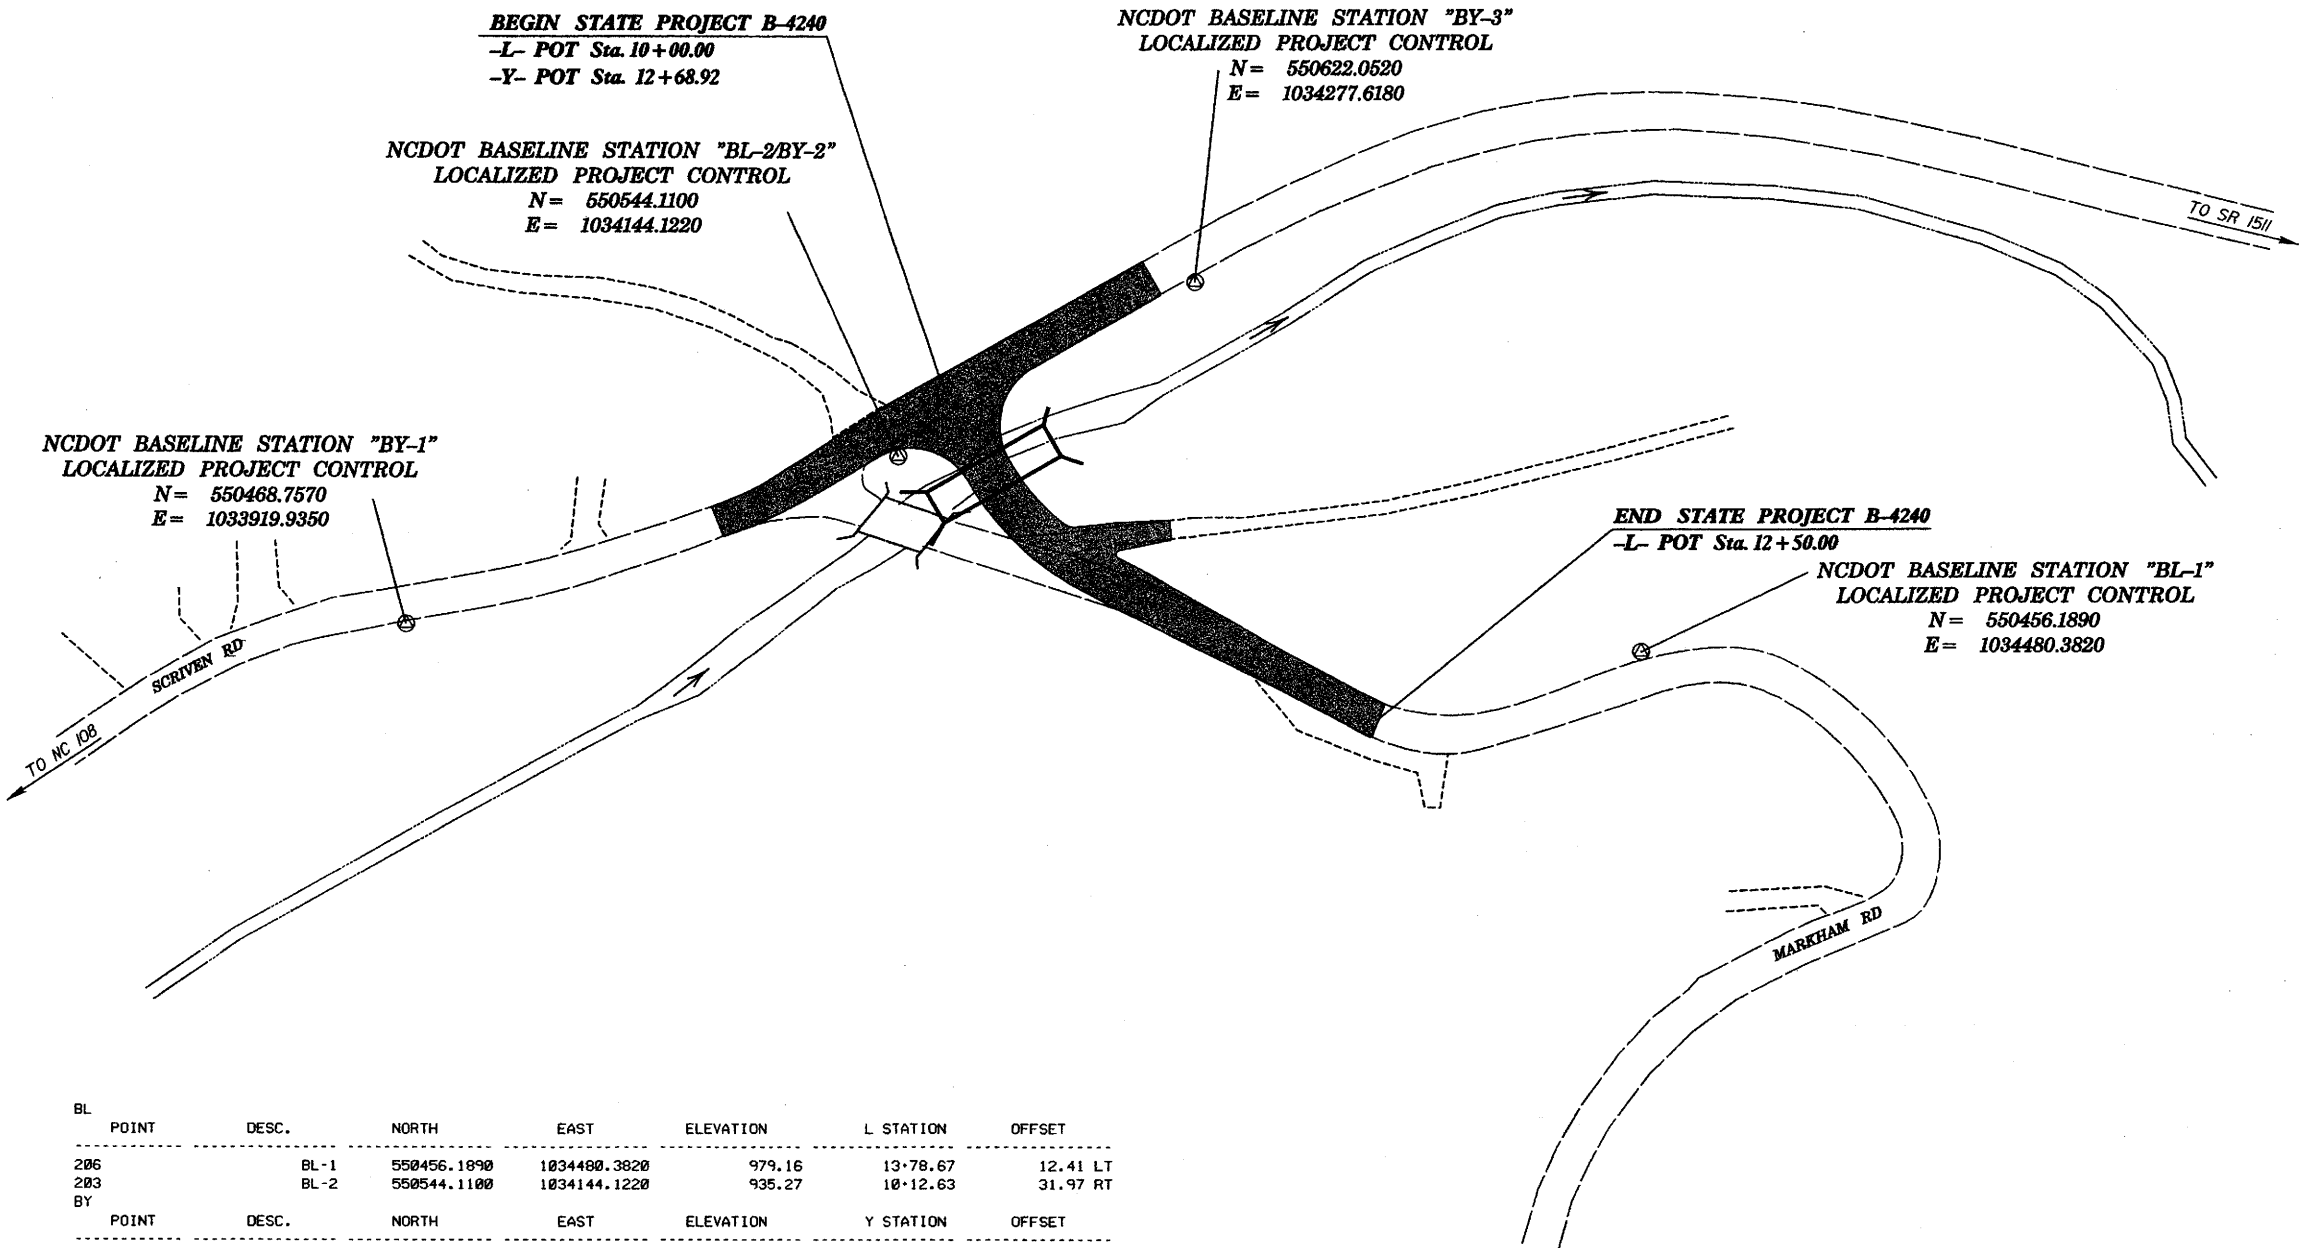 BEGIN STATE PROJECT B-4240
-L- POT Sta. 10+00.00
-Y- POT Sta. 12+68.92
NCDOT BASELINE STATION "BY-3"
LOCALIZED PROJECT CONTROL
N= 550622.0520
E= 1034277.6180
NCDOT BASELINE STATION "BL-2/BY-2"
LOCALIZED PROJECT CONTROL
N= 550544.1100
E= 1034144.1220
TO SR 1511
NCDOT BASELINE STATION "BY-1"
LOCALIZED PROJECT CONTROL
N= 550468.7570
E= 1033919.9350
END STATE PROJECT B-4240
-L- POT Sta. 12+50.00
NCDOT BASELINE STATION "BL-1"
LOCALIZED PROJECT CONTROL
N= 550456.1890
E= 1034480.3820
SCRIVEN RD
TO NC 108
MARKHAM RD
BL
POINT DESC. NORTH EAST ELEVATION L STATION OFFSET
206 BL-1 550456.1890 1034480.3820 979.16 13+78.67 12.41 LT
203 BL-2 550544.1100 1034144.1220 935.27 10+12.63 31.97 RT
BY
POINT DESC. NORTH EAST ELEVATION Y STATION OFFSET